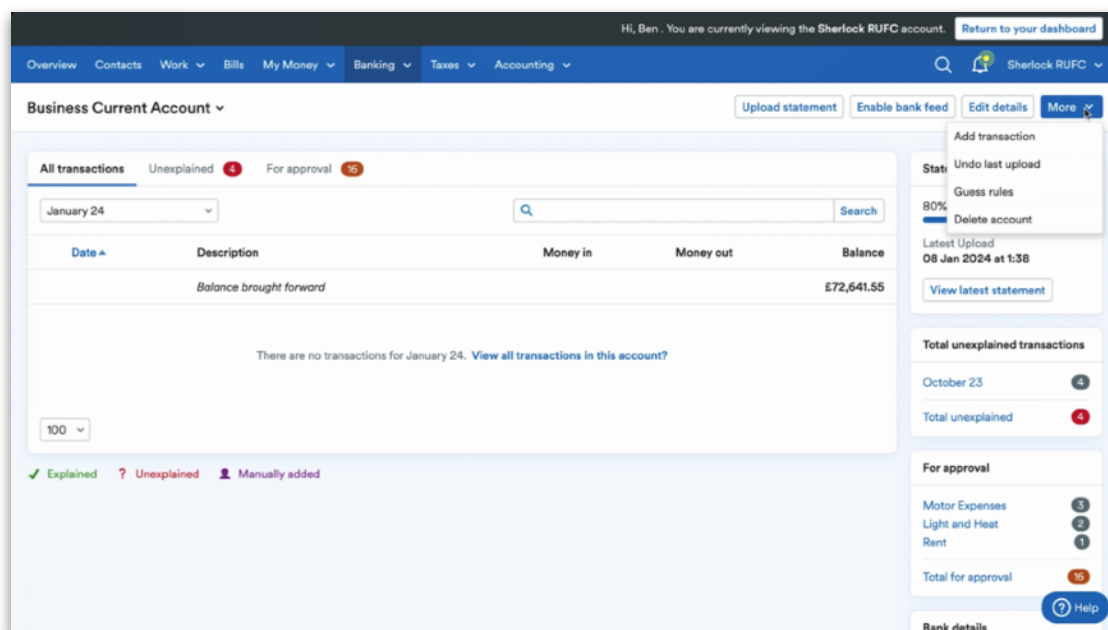 Hi, Ben . You are currently viewing the Sherlock RUFC account. Return to your dashboard
Overview Contacts Work Bills My Money Banking Taxes Accounting Sherlock RUFC
Business Current Account Upload statement Enable bank feed Edit details More
Add transaction
Undo last upload
Guess rules
Delete account
All transactions Unexplained 4 For approval 16
January 24 Search
Date Description Money in Money out Balance
Balance brought forward £72,641.55
There are no transactions for January 24. View all transactions in this account?
100
Explained ? Unexplained Manually added
80%
Latest Upload
08 Jan 2024 at 1:38
View latest statement
Total unexplained transactions
October 23 4
Total unexplained 4
For approval
Motor Expenses 3
Light and Heat 2
Rent 1
Total for approval 16
Help
Bank details